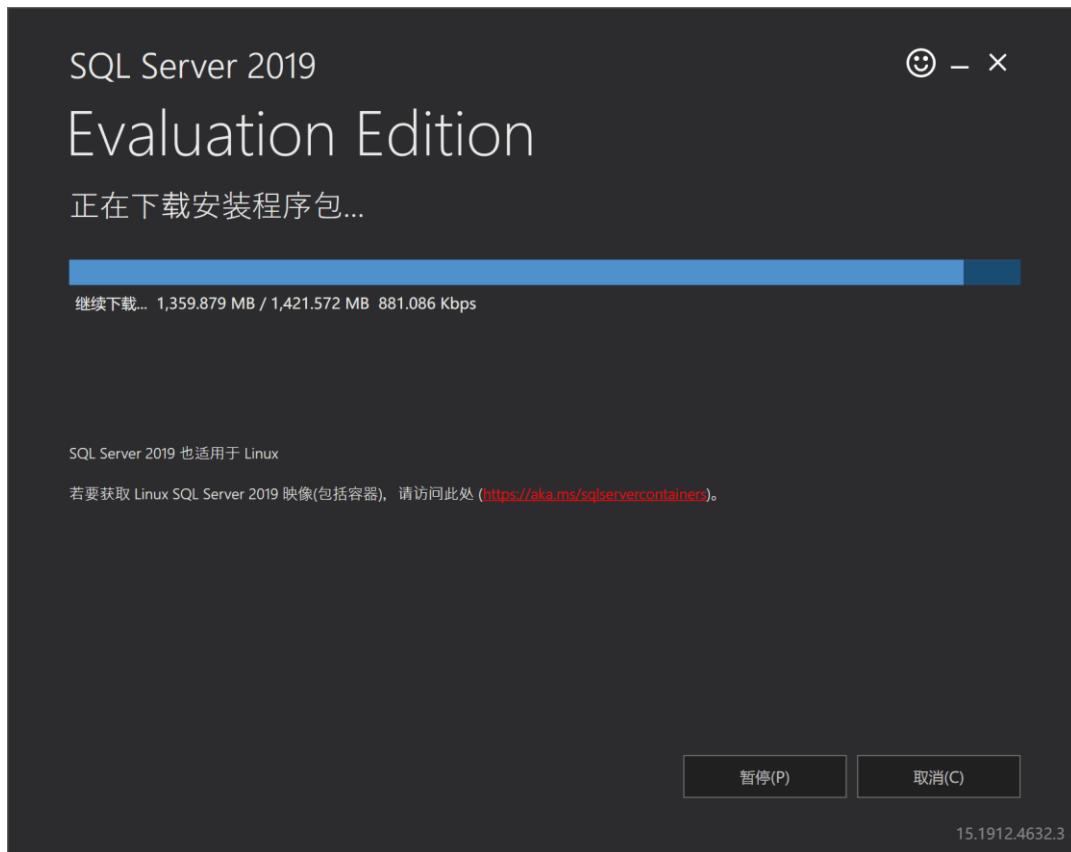 SQL Server 2019
Evaluation Edition
正在下载安装程序包...
继续下载... 1,359.879 MB / 1,421.572 MB 881.086 Kbps
SQL Server 2019 也适用于 Linux
若要获取 Linux SQL Server 2019 映像(包括容器)，请访问此处 (https://aka.ms/sqlservercontainers)。
暂停(P)
取消(C)
15.1912.4632.3